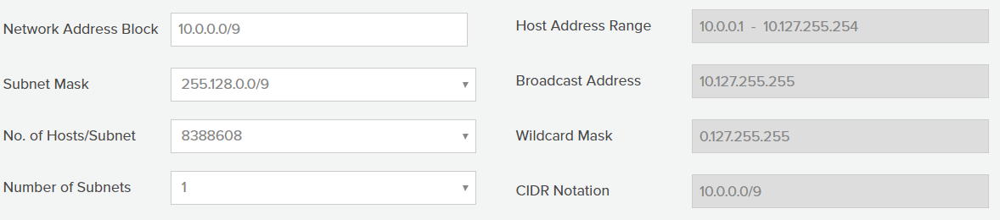 Network Address Block 10.0.0.0/9
Subnet Mask 255.128.0.0/9
No. of Hosts/Subnet 8388608
Number of Subnets 1
Host Address Range 10.0.0.1 - 10.127.255.254
Broadcast Address 10.127.255.255
Wildcard Mask 0.127.255.255
CIDR Notation 10.0.0.0/9